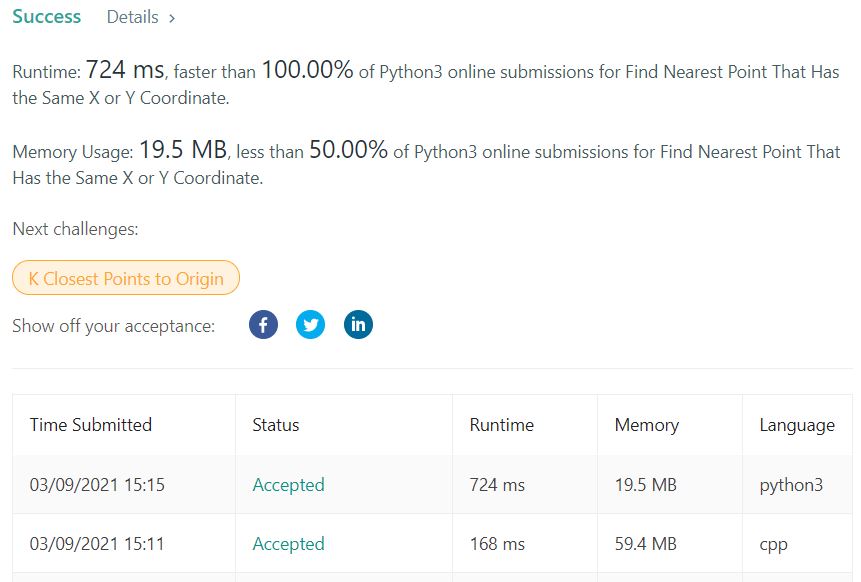 Success Details >
Runtime: 724 ms, faster than 100.00% of Python3 online submissions for Find Nearest Point That Has
the Same X or Y Coordinate.
Memory Usage: 19.5 MB, less than 50.00% of Python3 online submissions for Find Nearest Point That
Has the Same X or Y Coordinate.
Next challenges:
K Closest Points to Origin
Show off your acceptance: f in
Time Submitted Status Runtime Memory Language
03/09/2021 15:15 Accepted 724 ms 19.5 MB python3
03/09/2021 15:11 Accepted 168 ms 59.4 MB cpp